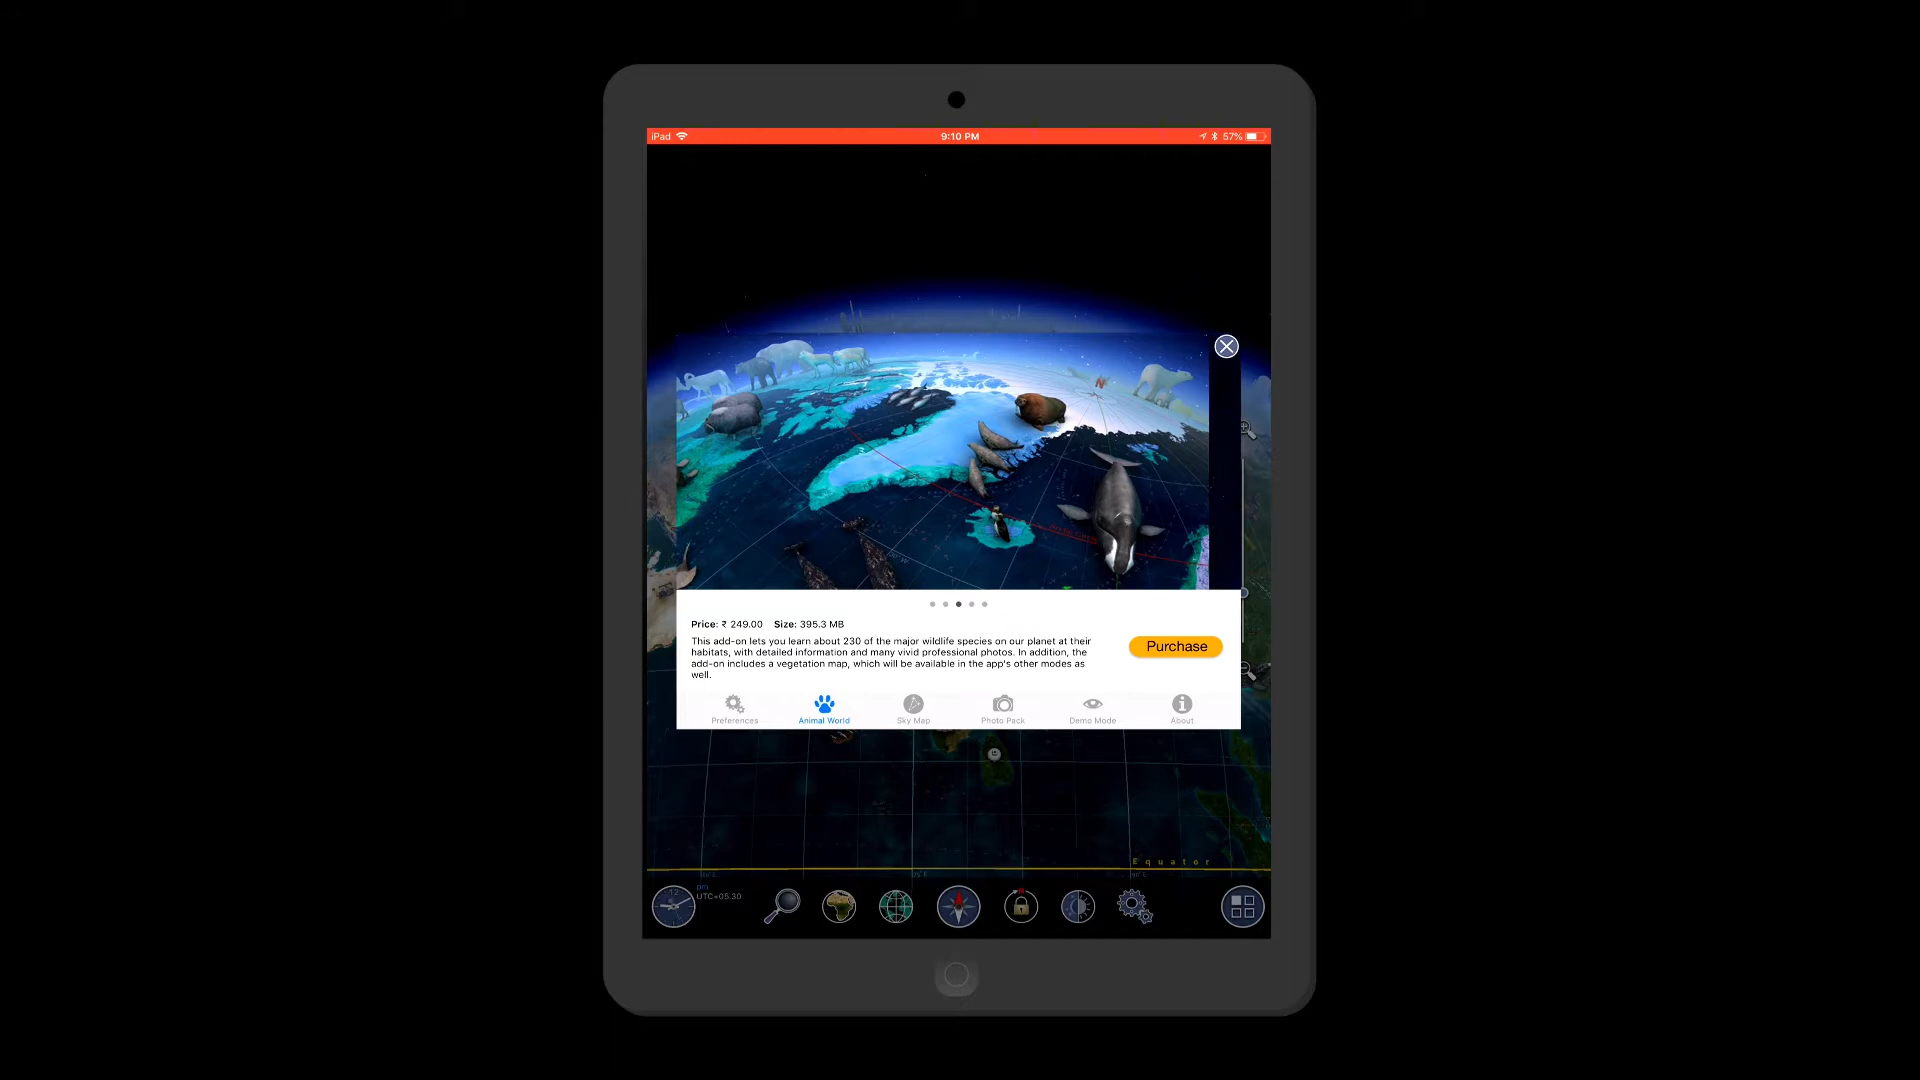 iPad
9:10 PM
57%
N
Price: ₹ 249.00 Size: 395.3 MB
This add-on lets you learn about 230 of the major wildlife species on our planet at their
habitats, with detailed information and many vivid professional photos. In addition, the
add-on includes a vegetation map, which will be available in the app's other modes as
well.
Purchase
Preferences
Animal World
Sky Map
Photo Pack
Demo Mode
About
Equator
75° E
12
pm
UTC+05:30
N